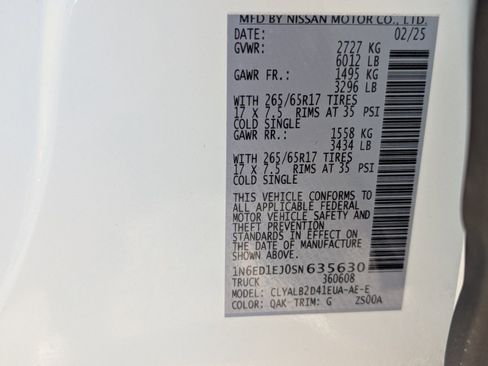 MFD BY NISSAN MOTOR CO., LTD.
DATE: 02/25
GVWR: 2727 KG
6012 LB
GAWR FR.: 1495 KG
3296 LB
WITH 265/65R17 TIRES
17 X 7.5 RIMS AT 35 PSI
COLD SINGLE
GAWR RR.: 1558 KG
3434 LB
WITH 265/65R17 TIRES
17 X 7.5 RIMS AT 35 PSI
COLD SINGLE
THIS VEHICLE CONFORMS TO
ALL APPLICABLE FEDERAL
MOTOR VEHICLE SAFETY AND
THEFT PREVENTION
STANDARDS IN EFFECT ON
THE DATE OF MANUFACTURE
SHOWN ABOVE.
1N6ED1EJ0SN635630
TRUCK 360608
MODEL: CLYALB2D41EUA-AE-E
COLOR: QAK-TRIM: G ZS00A